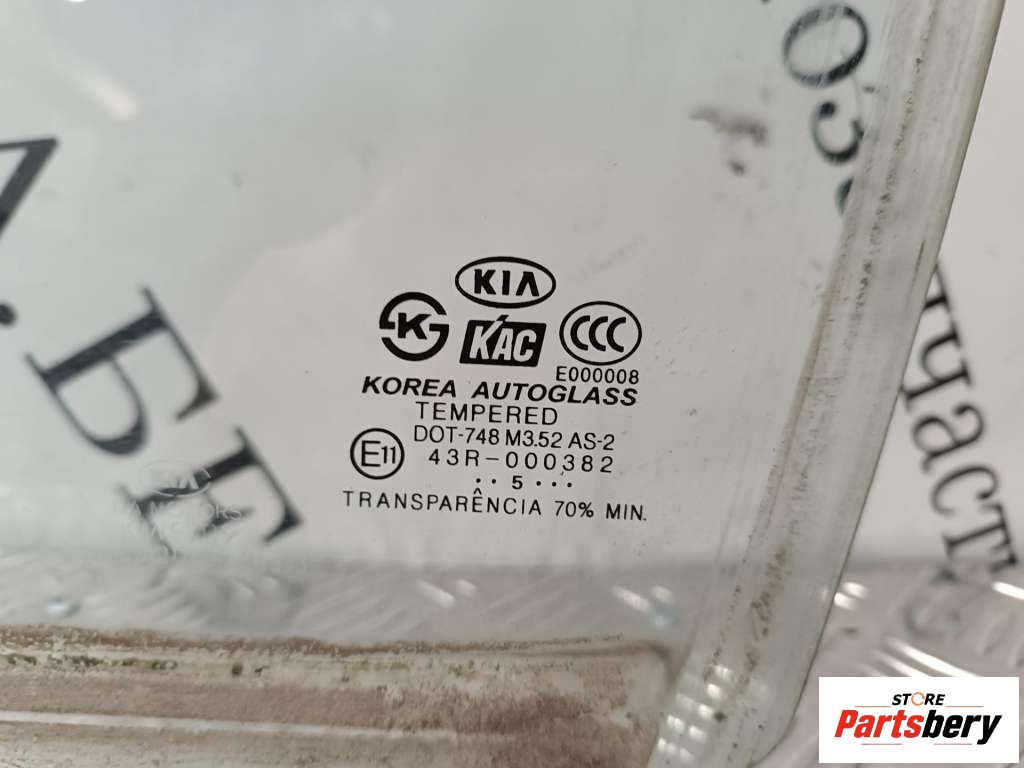 KIA
K
KAC
CCC
E000008
KOREA AUTOGLASS
TEMPERED
DOT-748 M3.52 AS-2
E11
43R-000382
·· 5 ···
TRANSPARÊNCIA 70% MIN.
KIA
STORE
Partsbery